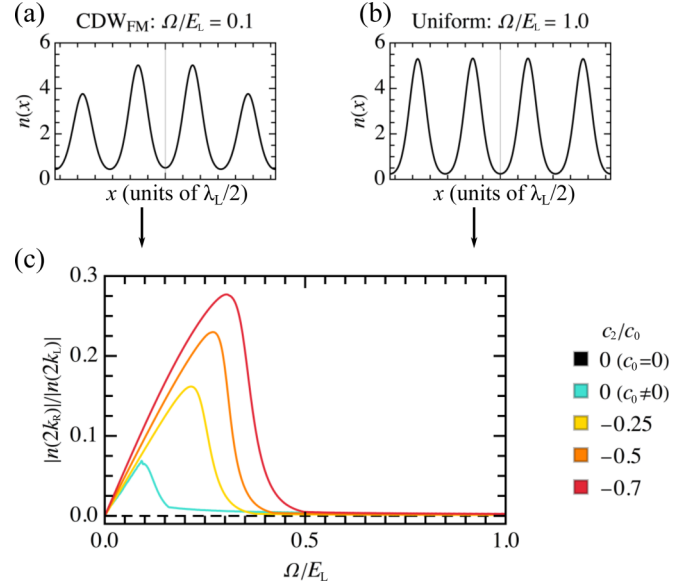 (a)
CDW_FM: Ω/E_L = 0.1
n(x)
6
4
2
0
x (units of λ_L/2)
(b)
Uniform: Ω/E_L = 1.0
n(x)
6
4
2
0
x (units of λ_L/2)
(c)
|n(2k_R)|/|n(2k_L)|
0.3
0.2
0.1
0.0
0.0
0.5
1.0
Ω/E_L
c_2/c_0
0 (c_0=0)
0 (c_0≠0)
−0.25
−0.5
−0.7